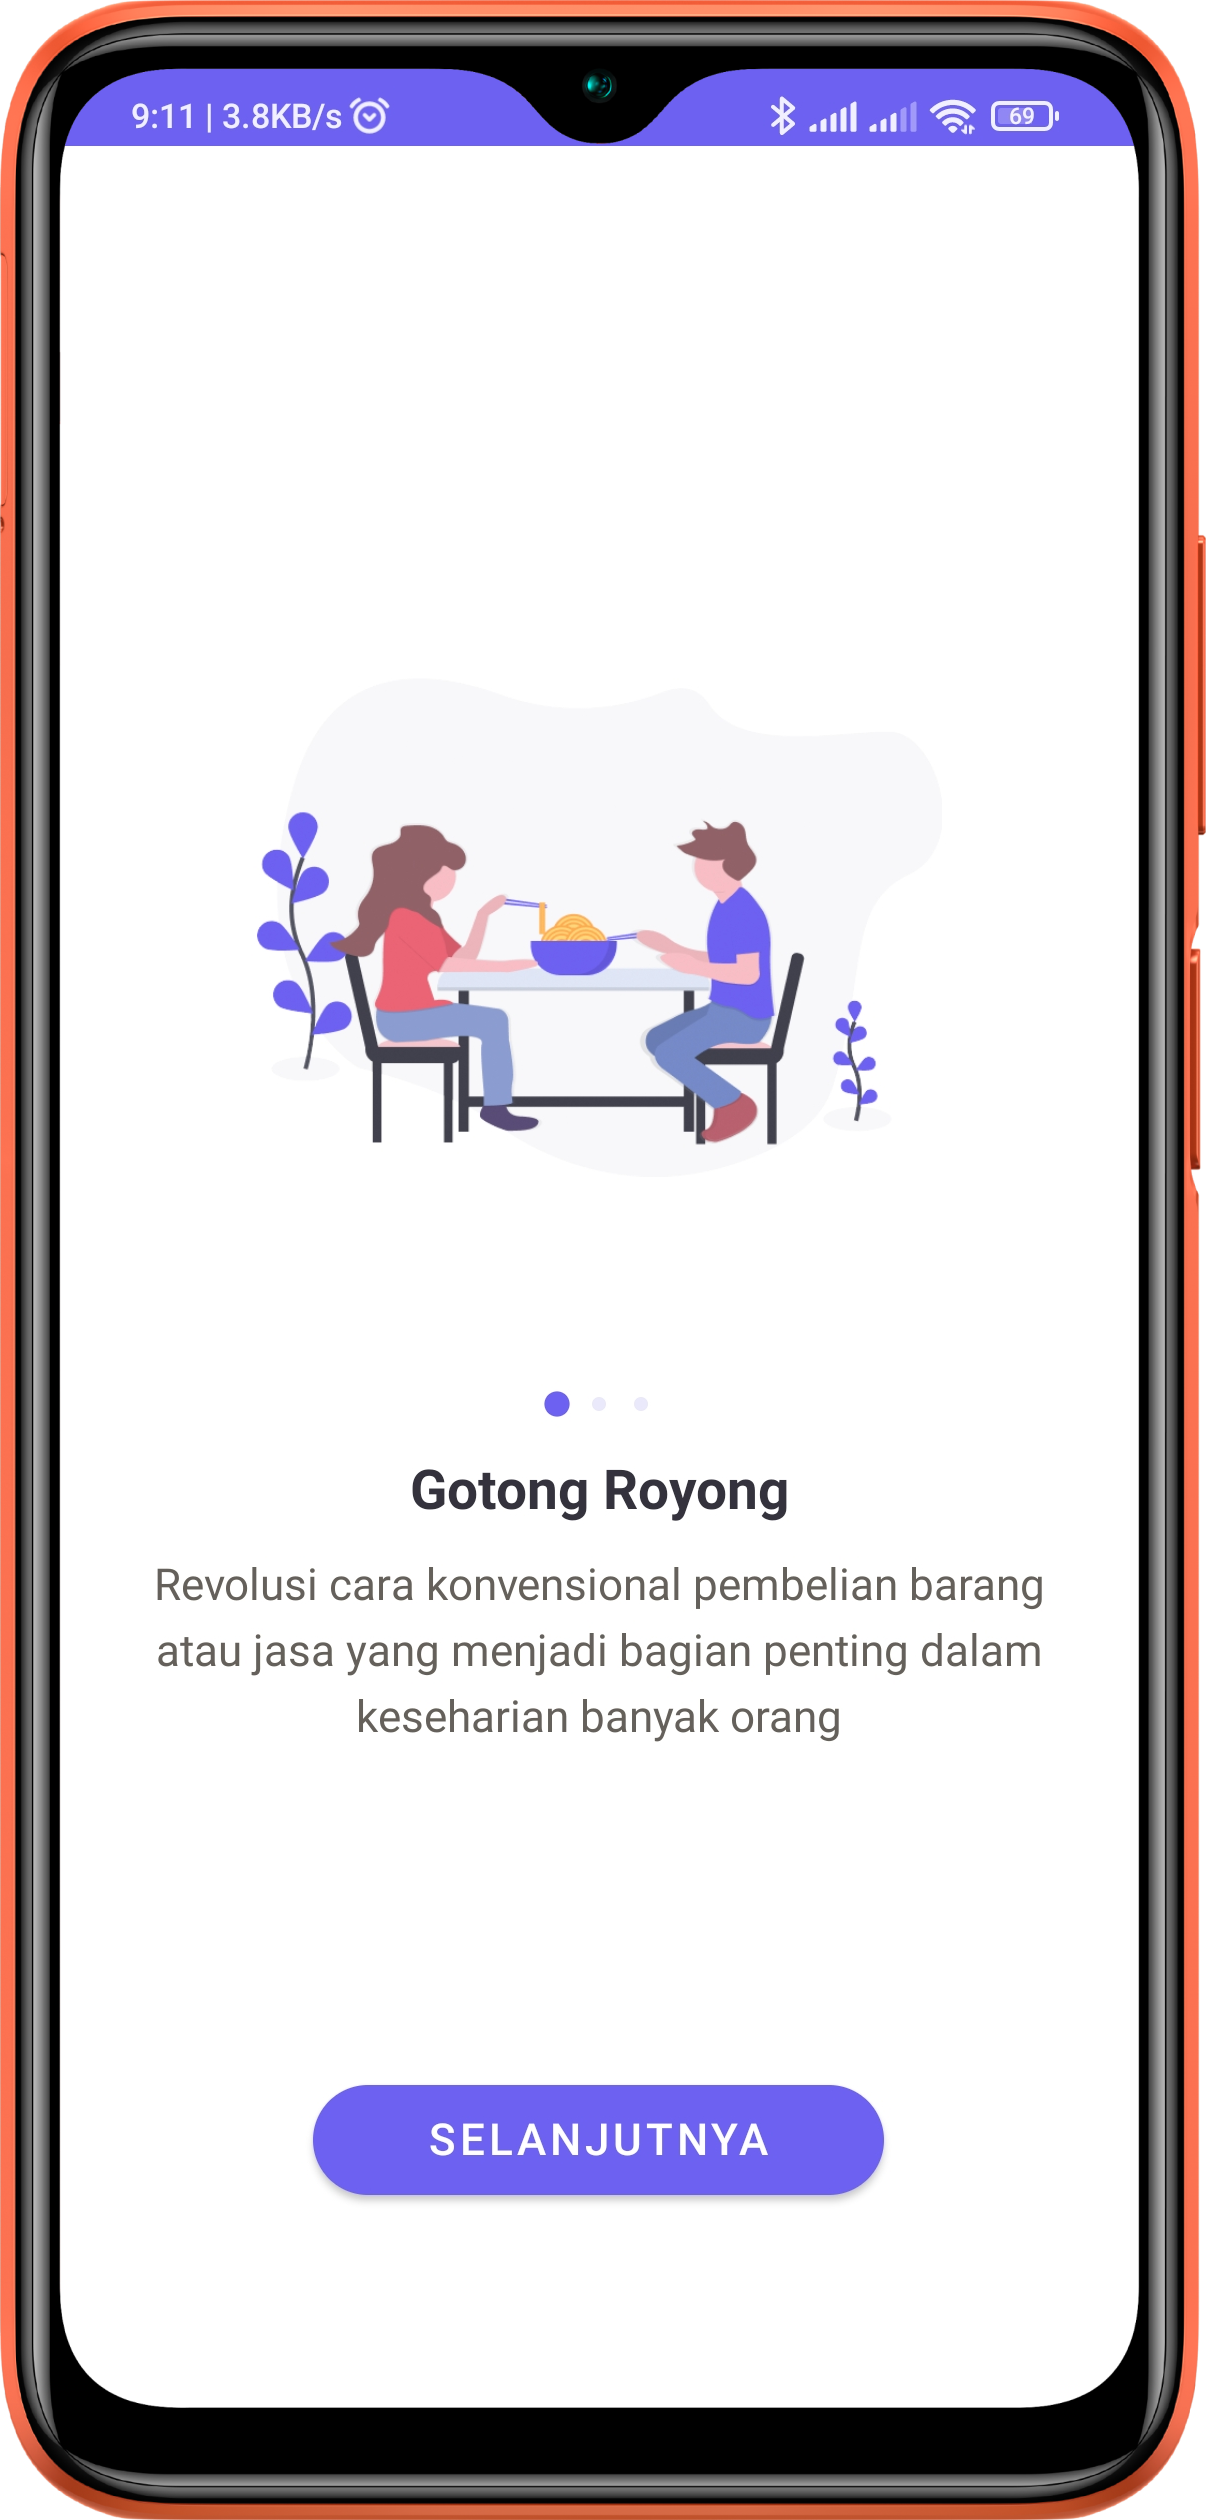 9:11 | 3.8KB/s 69
Gotong Royong
Revolusi cara konvensional pembelian barang
atau jasa yang menjadi bagian penting dalam
keseharian banyak orang
SELANJUTNYA